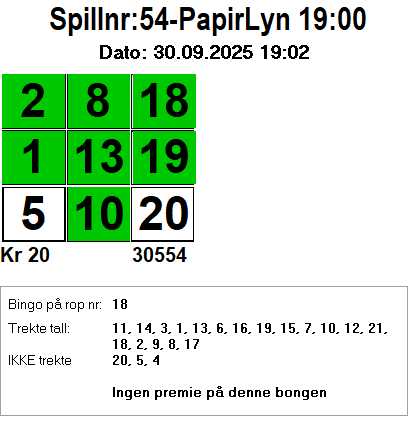 Spillnr:54-PapirLyn 19:00
Dato: 30.09.2025 19:02
2 8 18
1 13 19
5 10 20
Kr 20 30554
Bingo på rop nr: 18
Trekte tall: 11, 14, 3, 1, 13, 6, 16, 19, 15, 7, 10, 12, 21,
18, 2, 9, 8, 17
IKKE trekte 20, 5, 4
Ingen premie på denne bongen